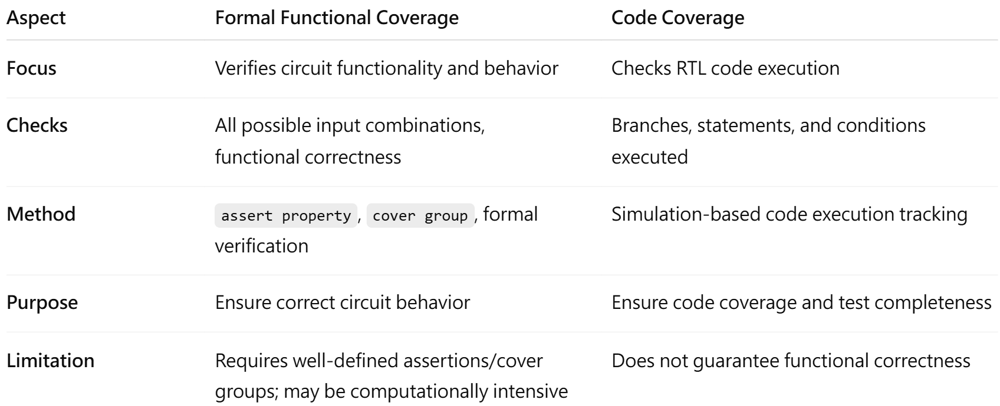 Aspect Formal Functional Coverage Code Coverage
Focus Verifies circuit functionality and behavior Checks RTL code execution
Checks All possible input combinations, Branches, statements, and conditions
functional correctness executed
Method assert property, cover group, formal Simulation-based code execution tracking
verification
Purpose Ensure correct circuit behavior Ensure code coverage and test completeness
Limitation Requires well-defined assertions/cover Does not guarantee functional correctness
groups; may be computationally intensive